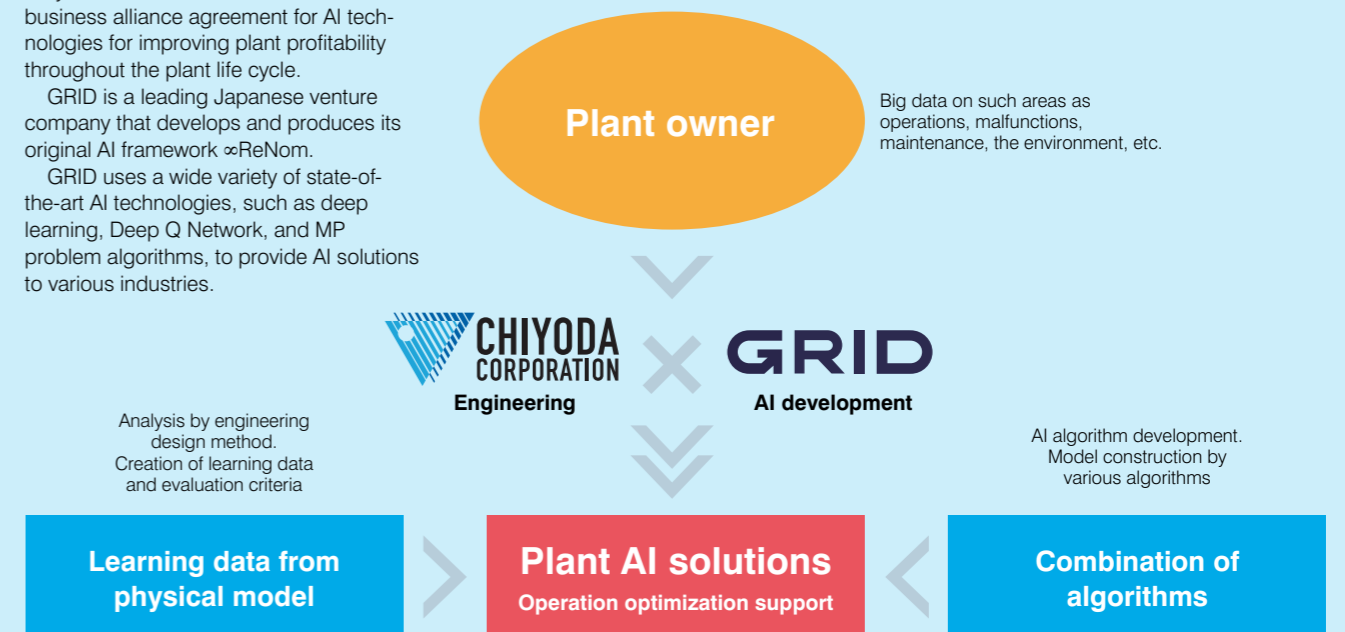 business alliance agreement for AI tech-
nologies for improving plant profitability
throughout the plant life cycle.
GRID is a leading Japanese venture
company that develops and produces its
original AI framework ∞ReNom.
GRID uses a wide variety of state-of-
the-art AI technologies, such as deep
learning, Deep Q Network, and MP
problem algorithms, to provide AI solutions
to various industries.
Plant owner
Big data on such areas as
operations, malfunctions,
maintenance, the environment, etc.
CHIYODA
CORPORATION
Engineering
GRID
AI development
Analysis by engineering
design method.
Creation of learning data
and evaluation criteria
AI algorithm development.
Model construction by
various algorithms
Learning data from
physical model
Plant AI solutions
Operation optimization support
Combination of
algorithms